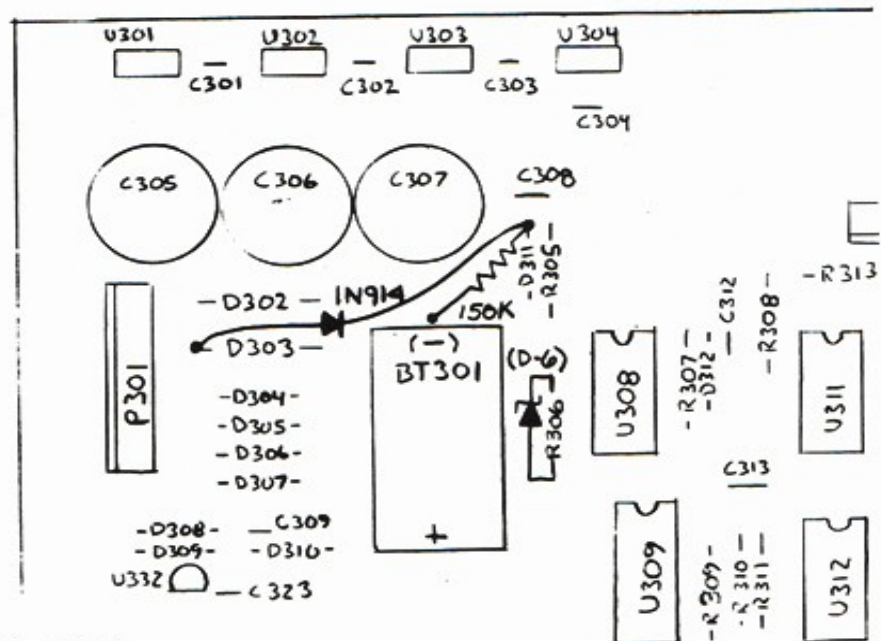 U301
U302
U303
U304
C301
C302
C303
C304
C305
C306
C307
C308
-D311-
-R305-
-D302-
1N914
150K
-D303-
P301
(-)
BT301
+
(D-6)
R306
-D304-
-D305-
-D306-
-D307-
-D308-
-D309-
C309
-D310-
U332
C323
U308
-R307-
-D312-
C312
-R308-
-R313
U311
C313
U309
-R309-
-R310-
-R311-
U312